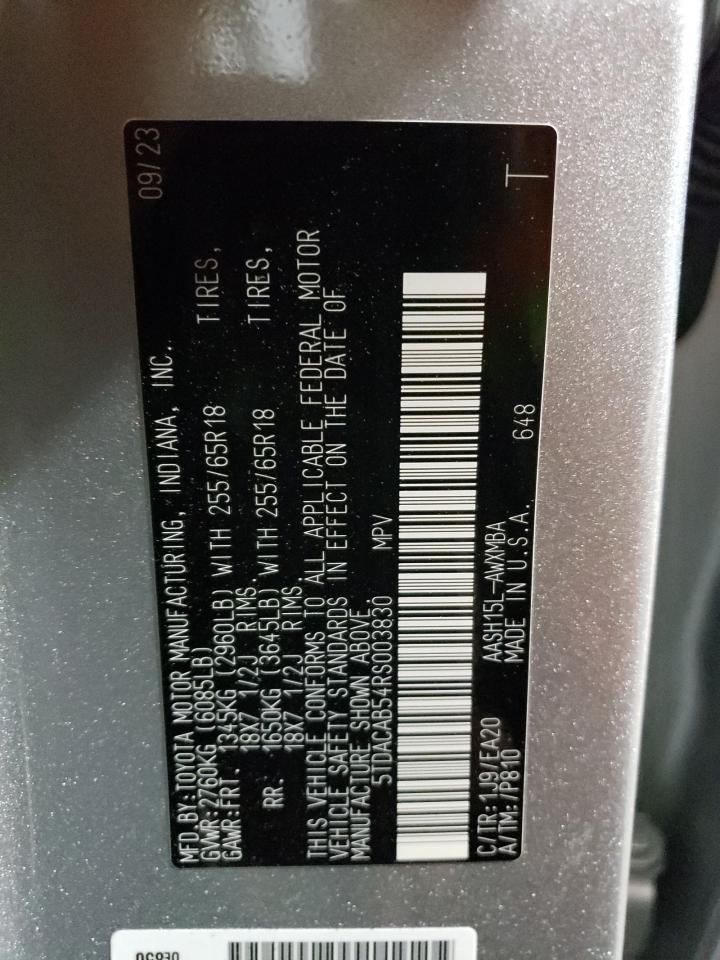 MFD.BY:TOYOTA MOTOR MANUFACTURING, INDIANA, INC. 09/23
GVWR:2760KG (6085LB)
GAWR:FRT. 1345KG (2960LB) WITH 255/65R18 TIRES,
18X7 1/2J RIMS.
RR. 1650KG (3645LB) WITH 255/65R18 TIRES,
18X7 1/2J RIMS.
THIS VEHICLE CONFORMS TO ALL APPLICABLE FEDERAL MOTOR
VEHICLE SAFETY STANDARDS IN EFFECT ON THE DATE OF
MANUFACTURE SHOWN ABOVE.
5TDACAB54RS003830 MPV
C/TR:1J9/EA20 AASH15L-AWXMBA 648
A/TM:/P810 MADE IN U.S.A. T